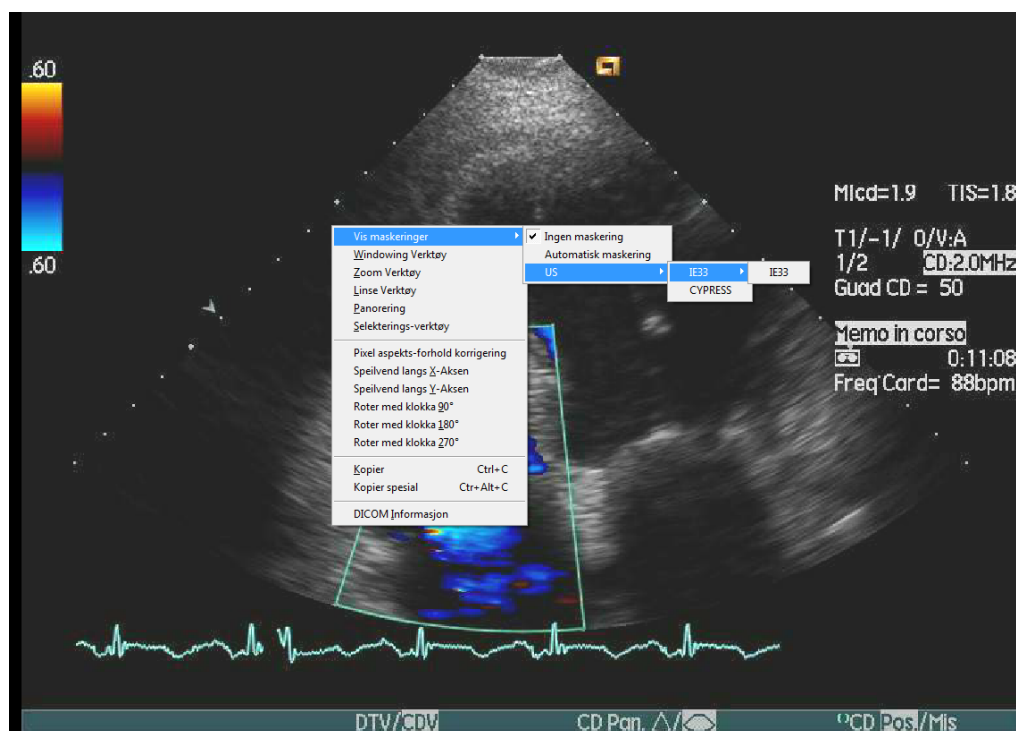 .60
.60
MIcd=1.9 TIS=1.8
T1/-1/ 0/V:A
1/2 CD:2.0MHz
Guad CD = 50
Memo in corso
0:11:08
Freq Card= 88bpm
Vis maskeringer
Windowing Verktøy
Zoom Verktøy
Linse Verktøy
Panorering
Selekterings-verktøy
Pixel aspekts-forhold korrigering
Speilvend langs X-Aksen
Speilvend langs Y-Aksen
Roter med klokka 90°
Roter med klokka 180°
Roter med klokka 270°
Kopier Ctrl+C
Kopier spesial Ctr+Alt+C
DICOM Informasjon
Ingen maskering
Automatisk maskering
US
IE33
CYPRESS
IE33
DTV/CDV CD Pan. CD Pos./Mis